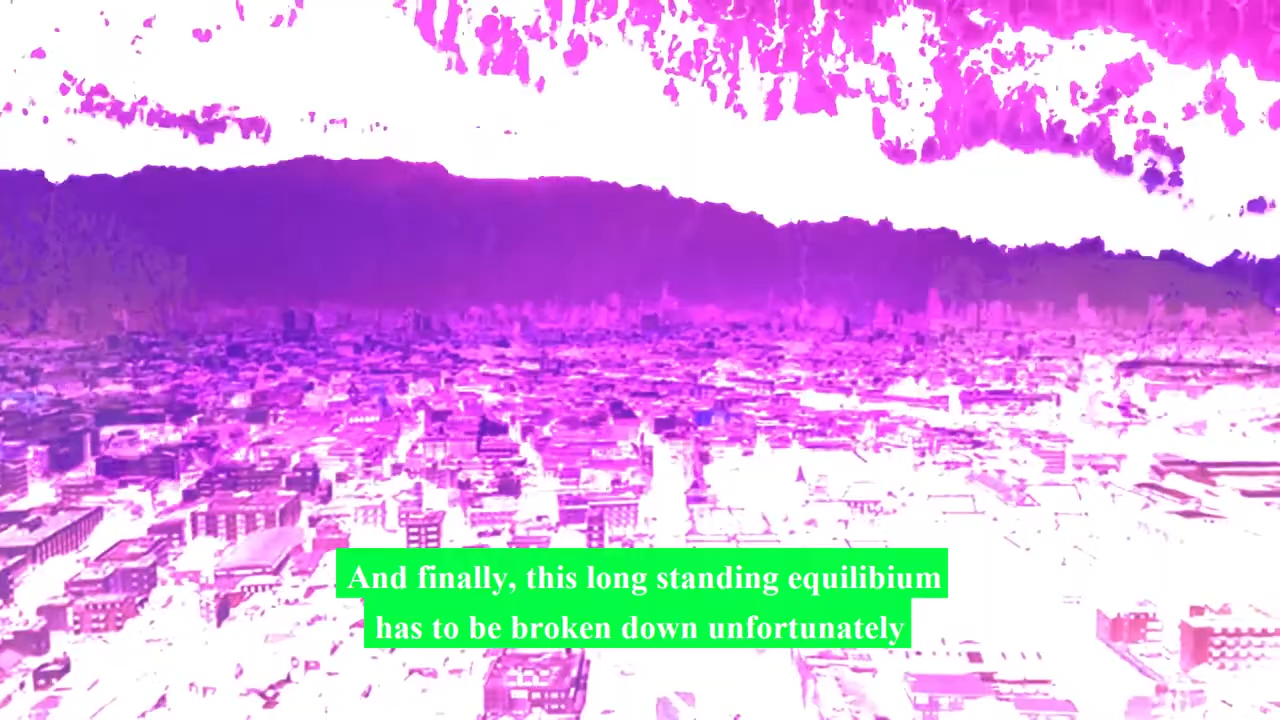 And finally, this long standing equilibium
has to be broken down unfortunately